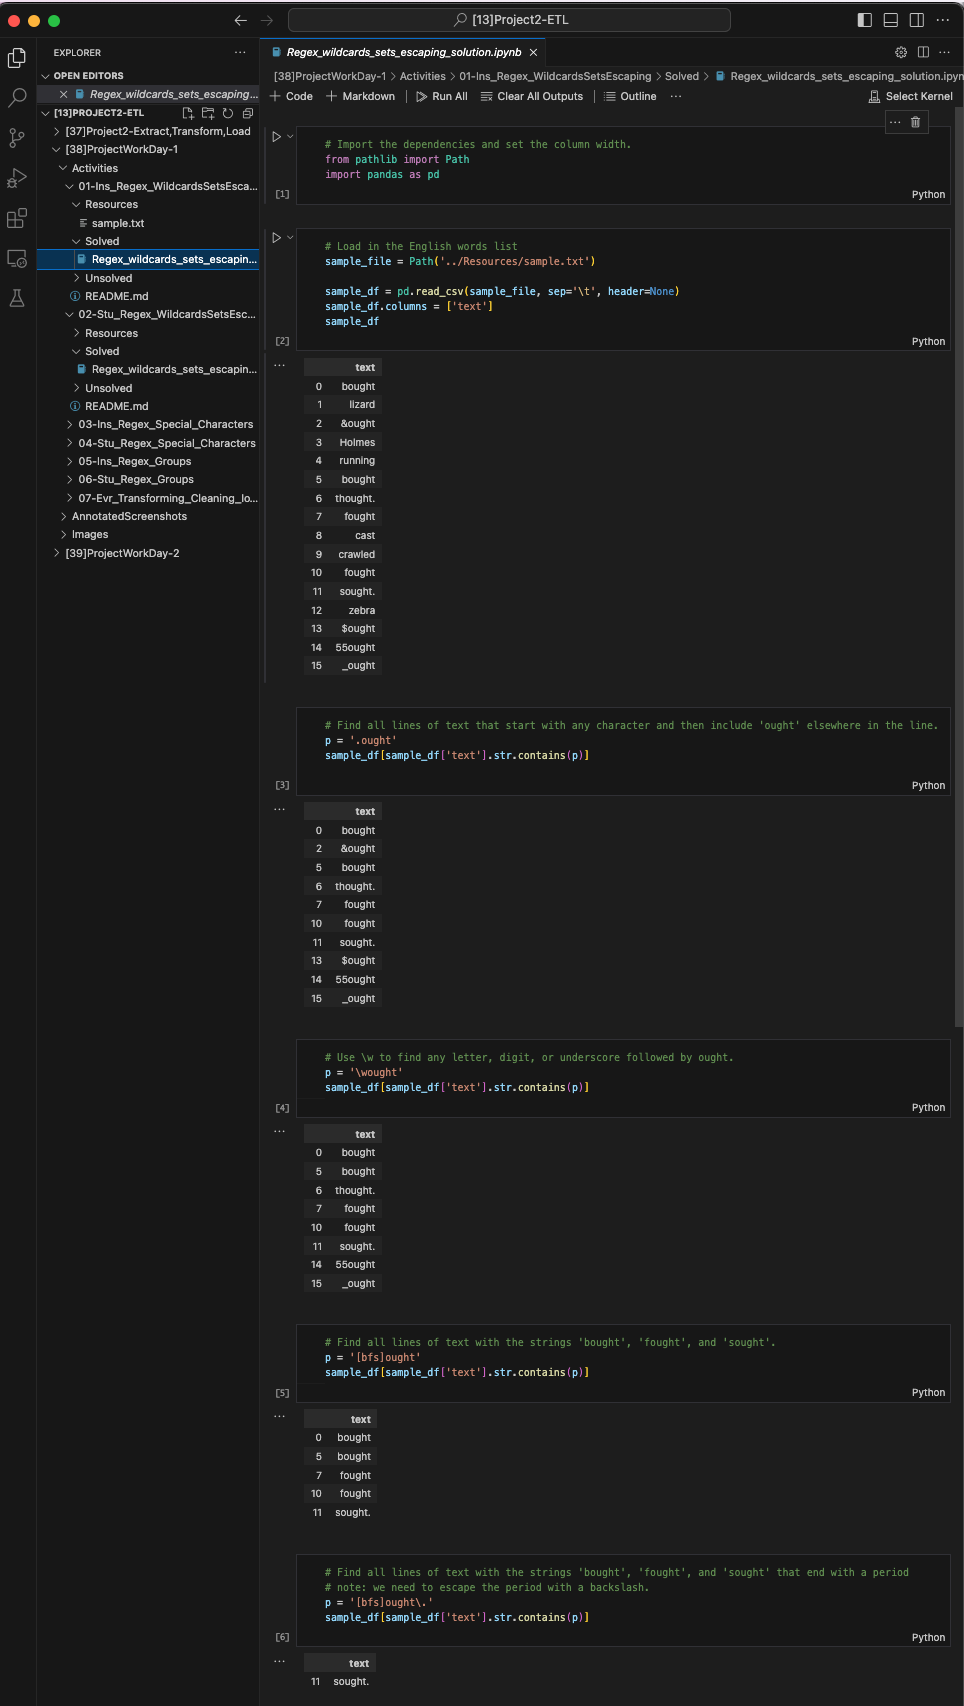 [13]Project2-ETL
EXPLORER
OPEN EDITORS
Regex_wildcards_sets_escaping...
[13]PROJECT2-ETL
[37]Project2-Extract,Transform,Load
[38]ProjectWorkDay-1
Activities
01-Ins_Regex_WildcardsSetsEsca...
Resources
sample.txt
Solved
Regex_wildcards_sets_escapin...
Unsolved
README.md
02-Stu_Regex_WildcardsSetsEsc...
Resources
Solved
Regex_wildcards_sets_escapin...
Unsolved
README.md
03-Ins_Regex_Special_Characters
04-Stu_Regex_Special_Characters
05-Ins_Regex_Groups
06-Stu_Regex_Groups
07-Evr_Transforming_Cleaning_Io...
AnnotatedScreenshots
Images
[39]ProjectWorkDay-2
Regex_wildcards_sets_escaping_solution.ipynb
[38]ProjectWorkDay-1 > Activities > 01-Ins_Regex_WildcardsSetsEscaping > Solved > Regex_wildcards_sets_escaping_solution.ipyn
+ Code + Markdown Run All Clear All Outputs Outline ... Select Kernel
# Import the dependencies and set the column width.
from pathlib import Path
import pandas as pd
[1] Python
# Load in the English words list
sample_file = Path('../Resources/sample.txt')
sample_df = pd.read_csv(sample_file, sep='\t', header=None)
sample_df.columns = ['text']
sample_df
[2] Python
text
0 bought
1 lizard
2 &ought
3 Holmes
4 running
5 bought
6 thought.
7 fought
8 cast
9 crawled
10 fought
11 sought.
12 zebra
13 $ought
14 55ought
15 _ought
# Find all lines of text that start with any character and then include 'ought' elsewhere in the line.
p = '.ought'
sample_df[sample_df['text'].str.contains(p)]
[3] Python
text
0 bought
2 &ought
5 bought
6 thought.
7 fought
10 fought
11 sought.
13 $ought
14 55ought
15 _ought
# Use \w to find any letter, digit, or underscore followed by ought.
p = '\wought'
sample_df[sample_df['text'].str.contains(p)]
[4] Python
text
0 bought
5 bought
6 thought.
7 fought
10 fought
11 sought.
14 55ought
15 _ought
# Find all lines of text with the strings 'bought', 'fought', and 'sought'.
p = '[bfs]ought'
sample_df[sample_df['text'].str.contains(p)]
[5] Python
text
0 bought
5 bought
7 fought
10 fought
11 sought.
# Find all lines of text with the strings 'bought', 'fought', and 'sought' that end with a period
# note: we need to escape the period with a backslash.
p = '[bfs]ought\.'
sample_df[sample_df['text'].str.contains(p)]
[6] Python
text
11 sought.